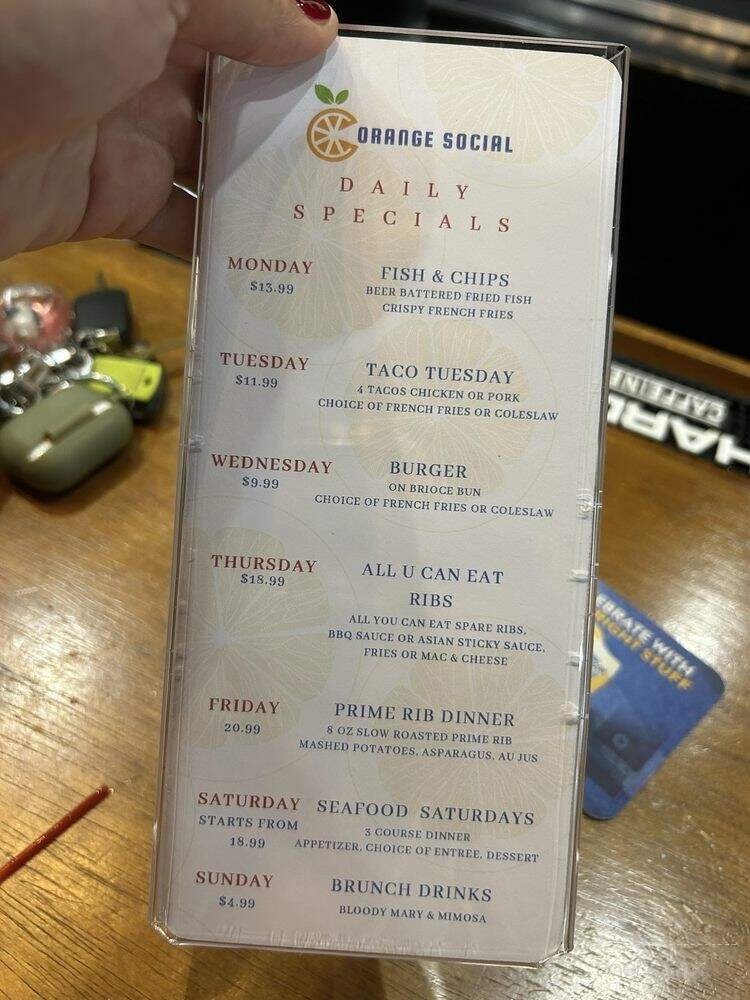 ORANGE SOCIAL
DAILY
SPECIALS
MONDAY
$13.99
FISH & CHIPS
BEER BATTERED FRIED FISH
CRISPY FRENCH FRIES
TUESDAY
$11.99
TACO TUESDAY
4 TACOS CHICKEN OR PORK
CHOICE OF FRENCH FRIES OR COLESLAW
WEDNESDAY
$9.99
BURGER
ON BRIOCE BUN
CHOICE OF FRENCH FRIES OR COLESLAW
THURSDAY
$18.99
ALL U CAN EAT
RIBS
ALL YOU CAN EAT SPARE RIBS,
BBQ SAUCE OR ASIAN STICKY SAUCE,
FRIES OR MAC & CHEESE
FRIDAY
20.99
PRIME RIB DINNER
8 OZ SLOW ROASTED PRIME RIB
MASHED POTATOES, ASPARAGUS, AU JUS
SATURDAY
STARTS FROM
18.99
SEAFOOD SATURDAYS
3 COURSE DINNER
APPETIZER, CHOICE OF ENTREE, DESSERT
SUNDAY
$4.99
BRUNCH DRINKS
BLOODY MARY & MIMOSA
WITH
STUFF
HARD